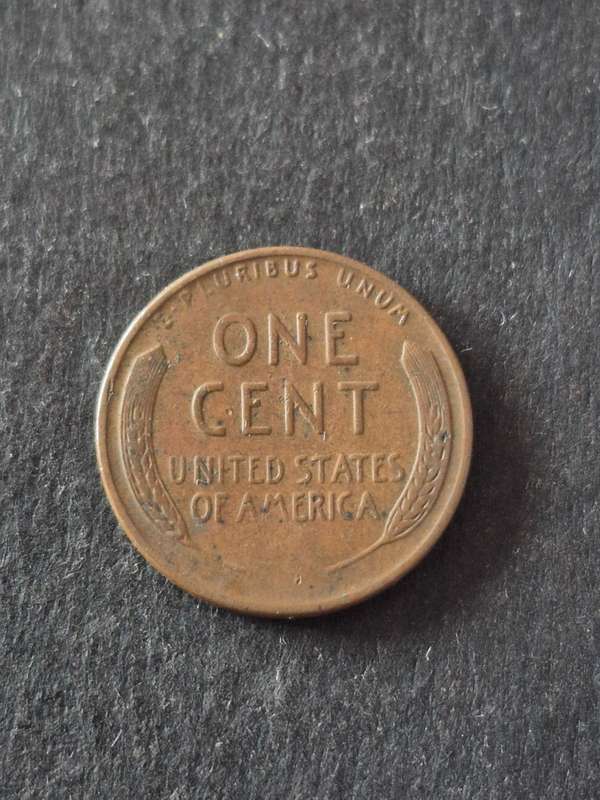 E·PLURIBUS UNUM
ONE
CENT
UNITED STATES
OF AMERICA